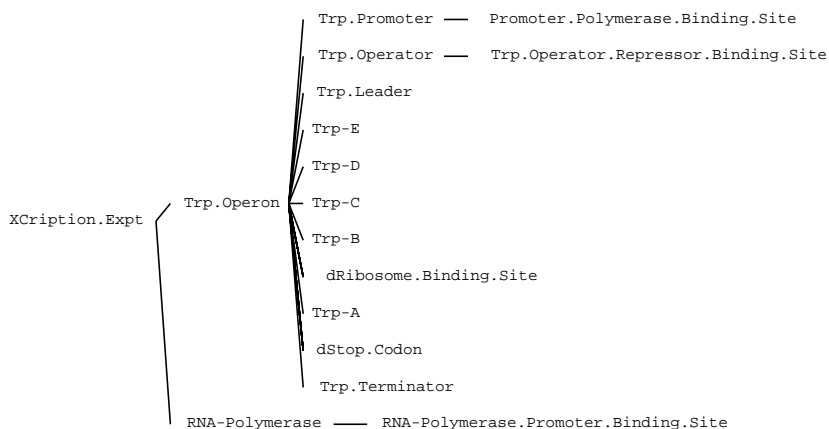 Trp.Promoter Promoter.Polymerase.Binding.Site
Trp.Operator Trp.Operator.Repressor.Binding.Site
Trp.Leader
Trp-E
Trp-D
Trp.Operon Trp-C
XCription.Expt
Trp-B
dRibosome.Binding.Site
Trp-A
dStop.Codon
Trp.Terminator
RNA-Polymerase RNA-Polymerase.Promoter.Binding.Site